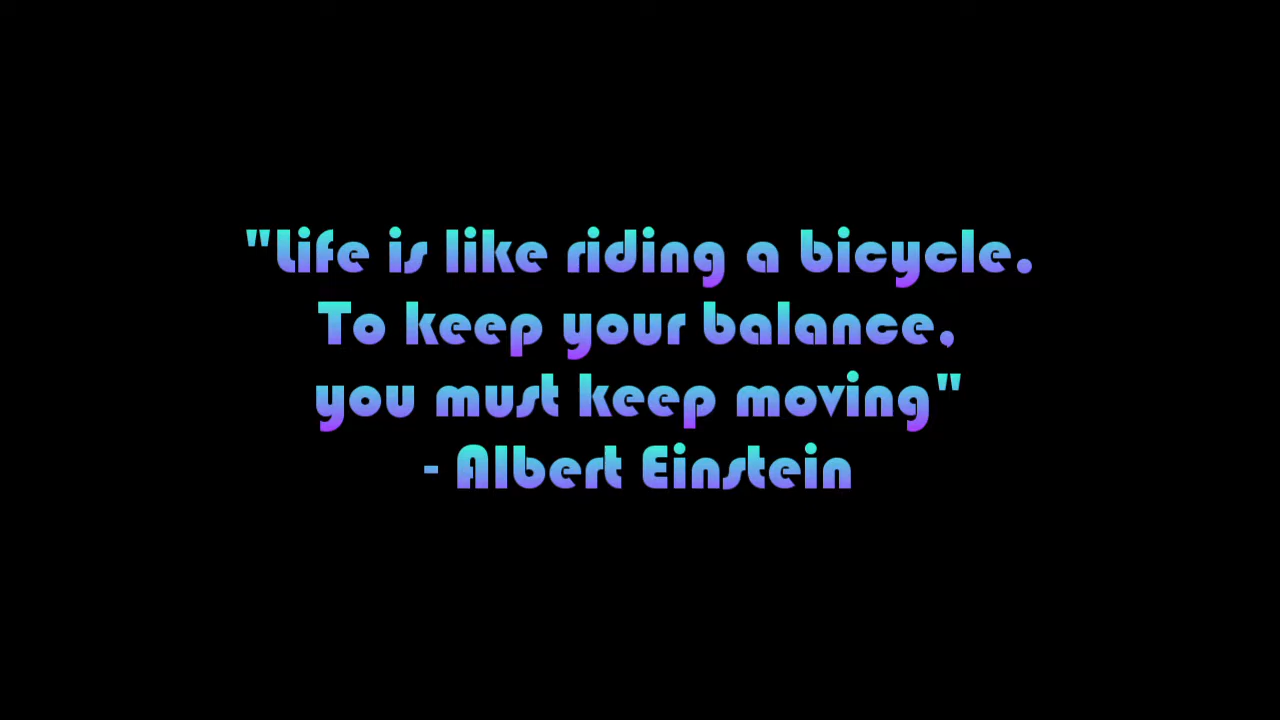 "Life is like riding a bicycle.
To keep your balance,
you must keep moving"
- Albert Einstein